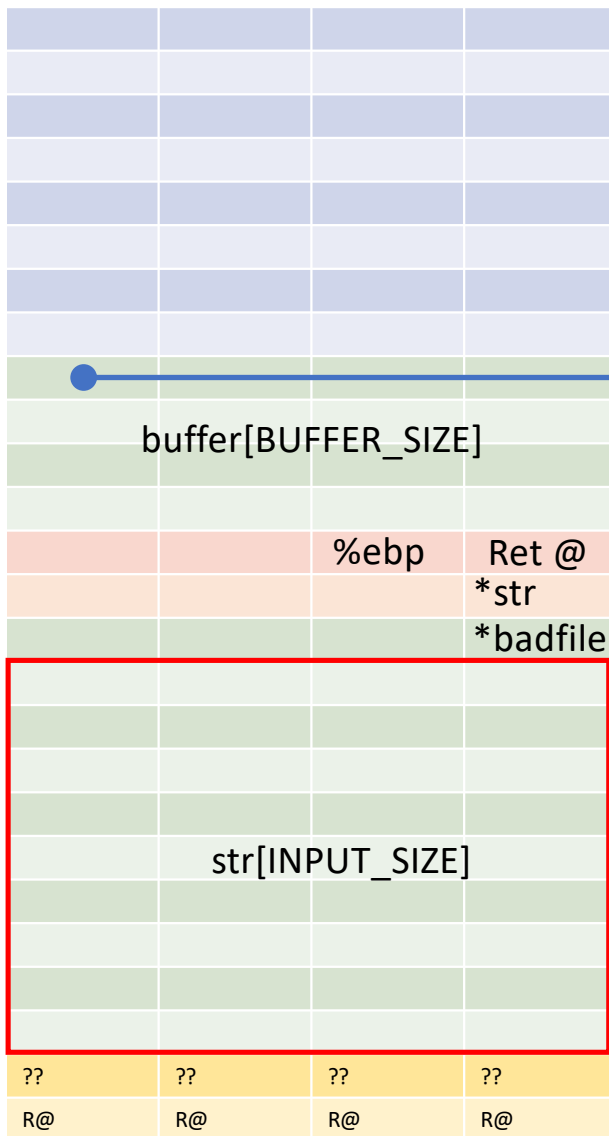 buffer[BUFFER_SIZE]
%ebp Ret @
*str
*badfile
str[INPUT_SIZE]
?? ?? ?? ??
R@ R@ R@ R@